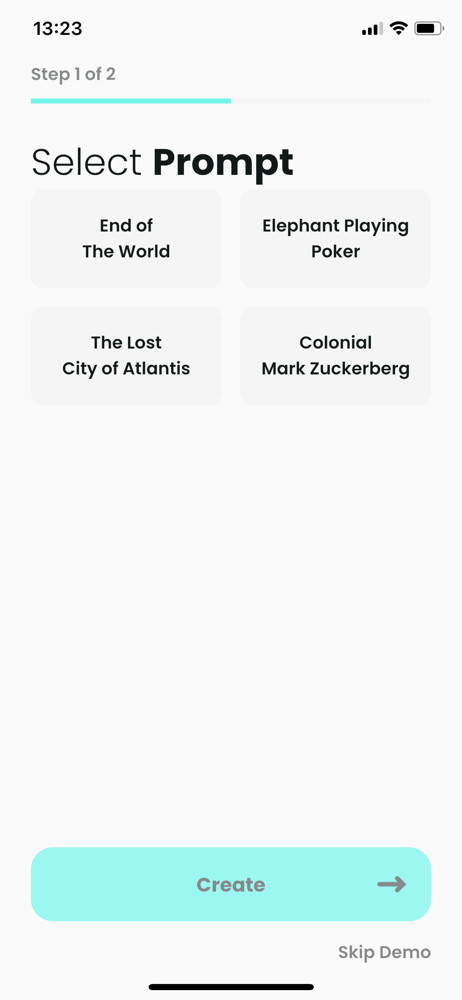 13:23
Step 1 of 2
Select Prompt
End of
The World
Elephant Playing
Poker
The Lost
City of Atlantis
Colonial
Mark Zuckerberg
Create
Skip Demo